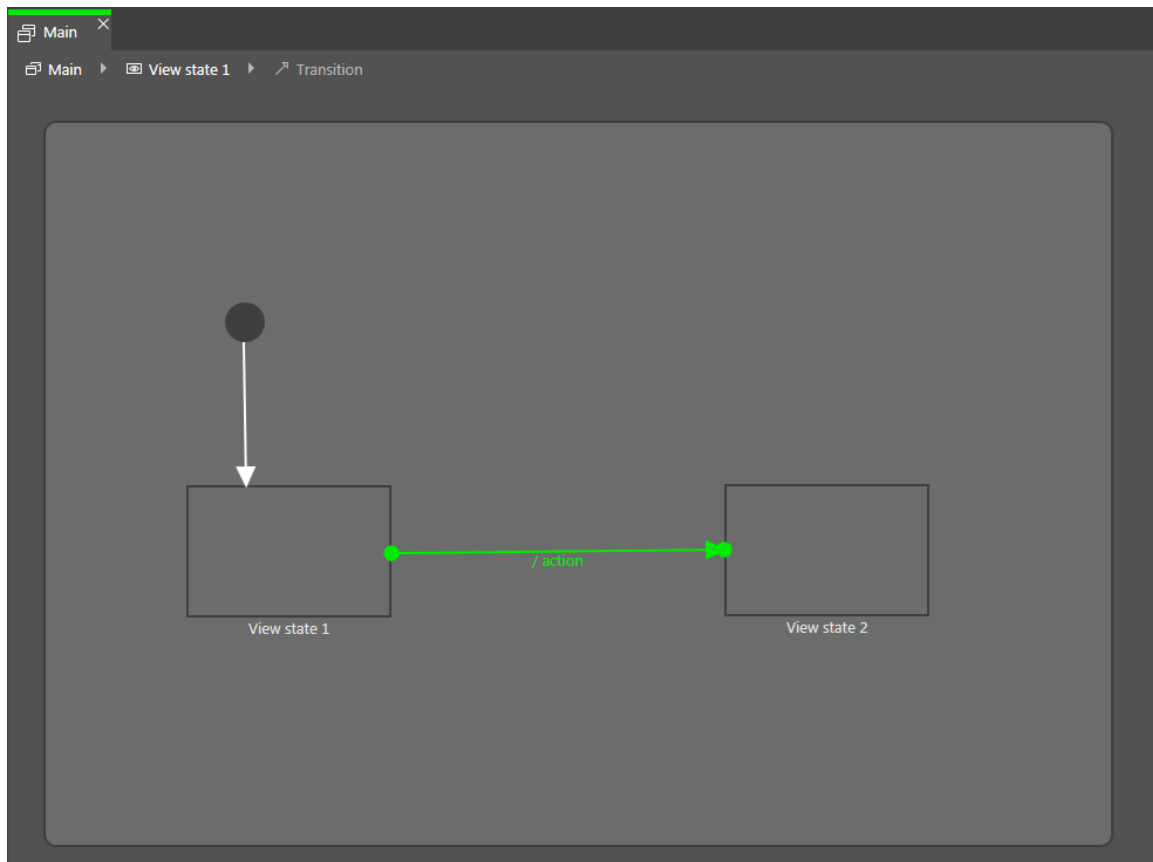 Main
Main View state 1 Transition
/ action
View state 1
View state 2